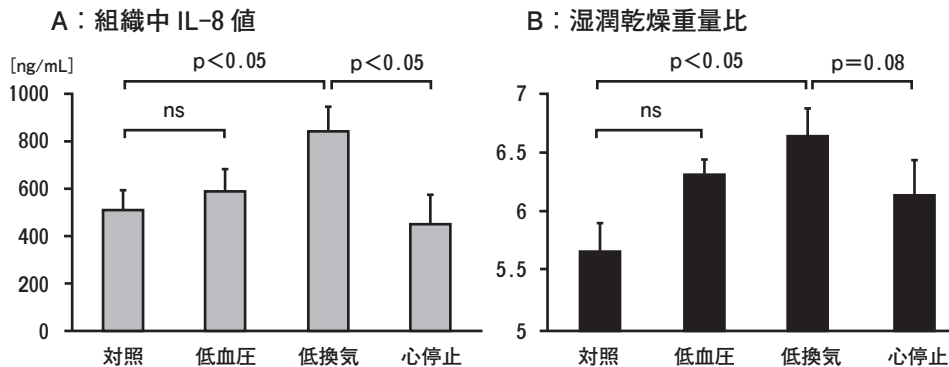 A：組織中 IL-8 値
[ng/mL]
p＜0.05
p＜0.05
ns
1000
800
600
400
200
0
対照
低血圧
低換気
心停止
B：湿潤乾燥重量比
p＜0.05
p＝0.08
ns
7
6.5
6
5.5
5
対照
低血圧
低換気
心停止